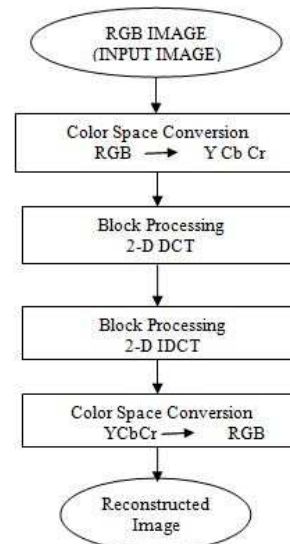 RGB IMAGE
(INPUT IMAGE)
Color Space Conversion
RGB → Y Cb Cr
Block Processing
2-D DCT
Block Processing
2-D IDCT
Color Space Conversion
YCbCr → RGB
Reconstructed
Image